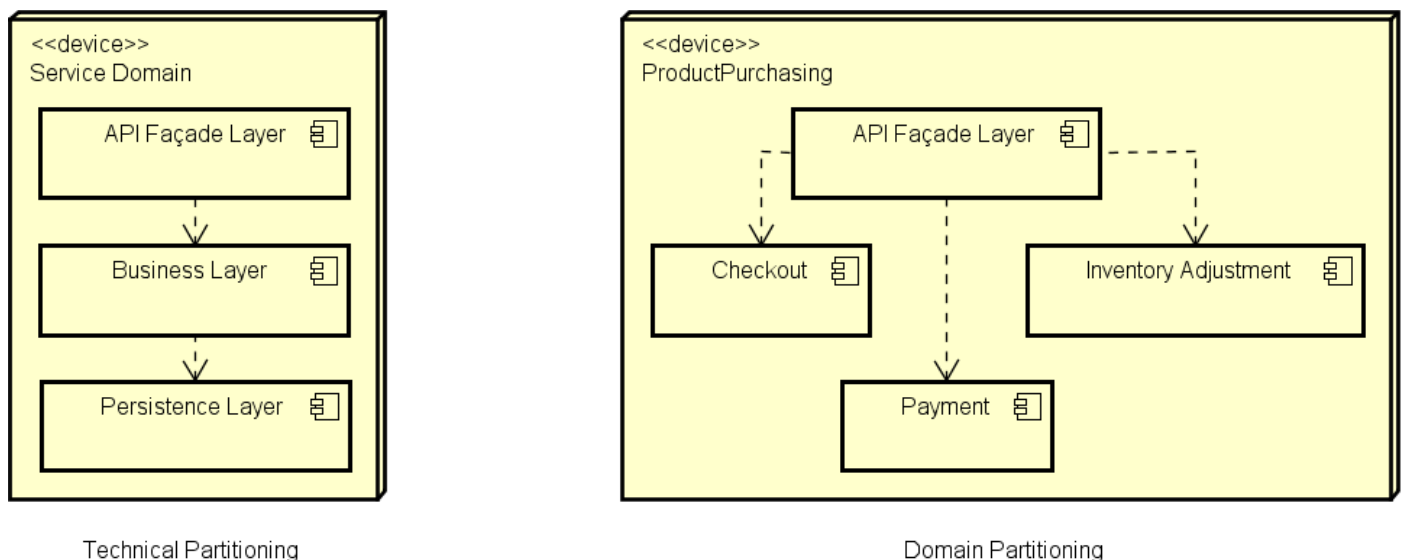 <<device>>
Service Domain
API Façade Layer
Business Layer
Persistence Layer
Technical Partitioning
<<device>>
ProductPurchasing
API Façade Layer
Checkout
Inventory Adjustment
Payment
Domain Partitioning